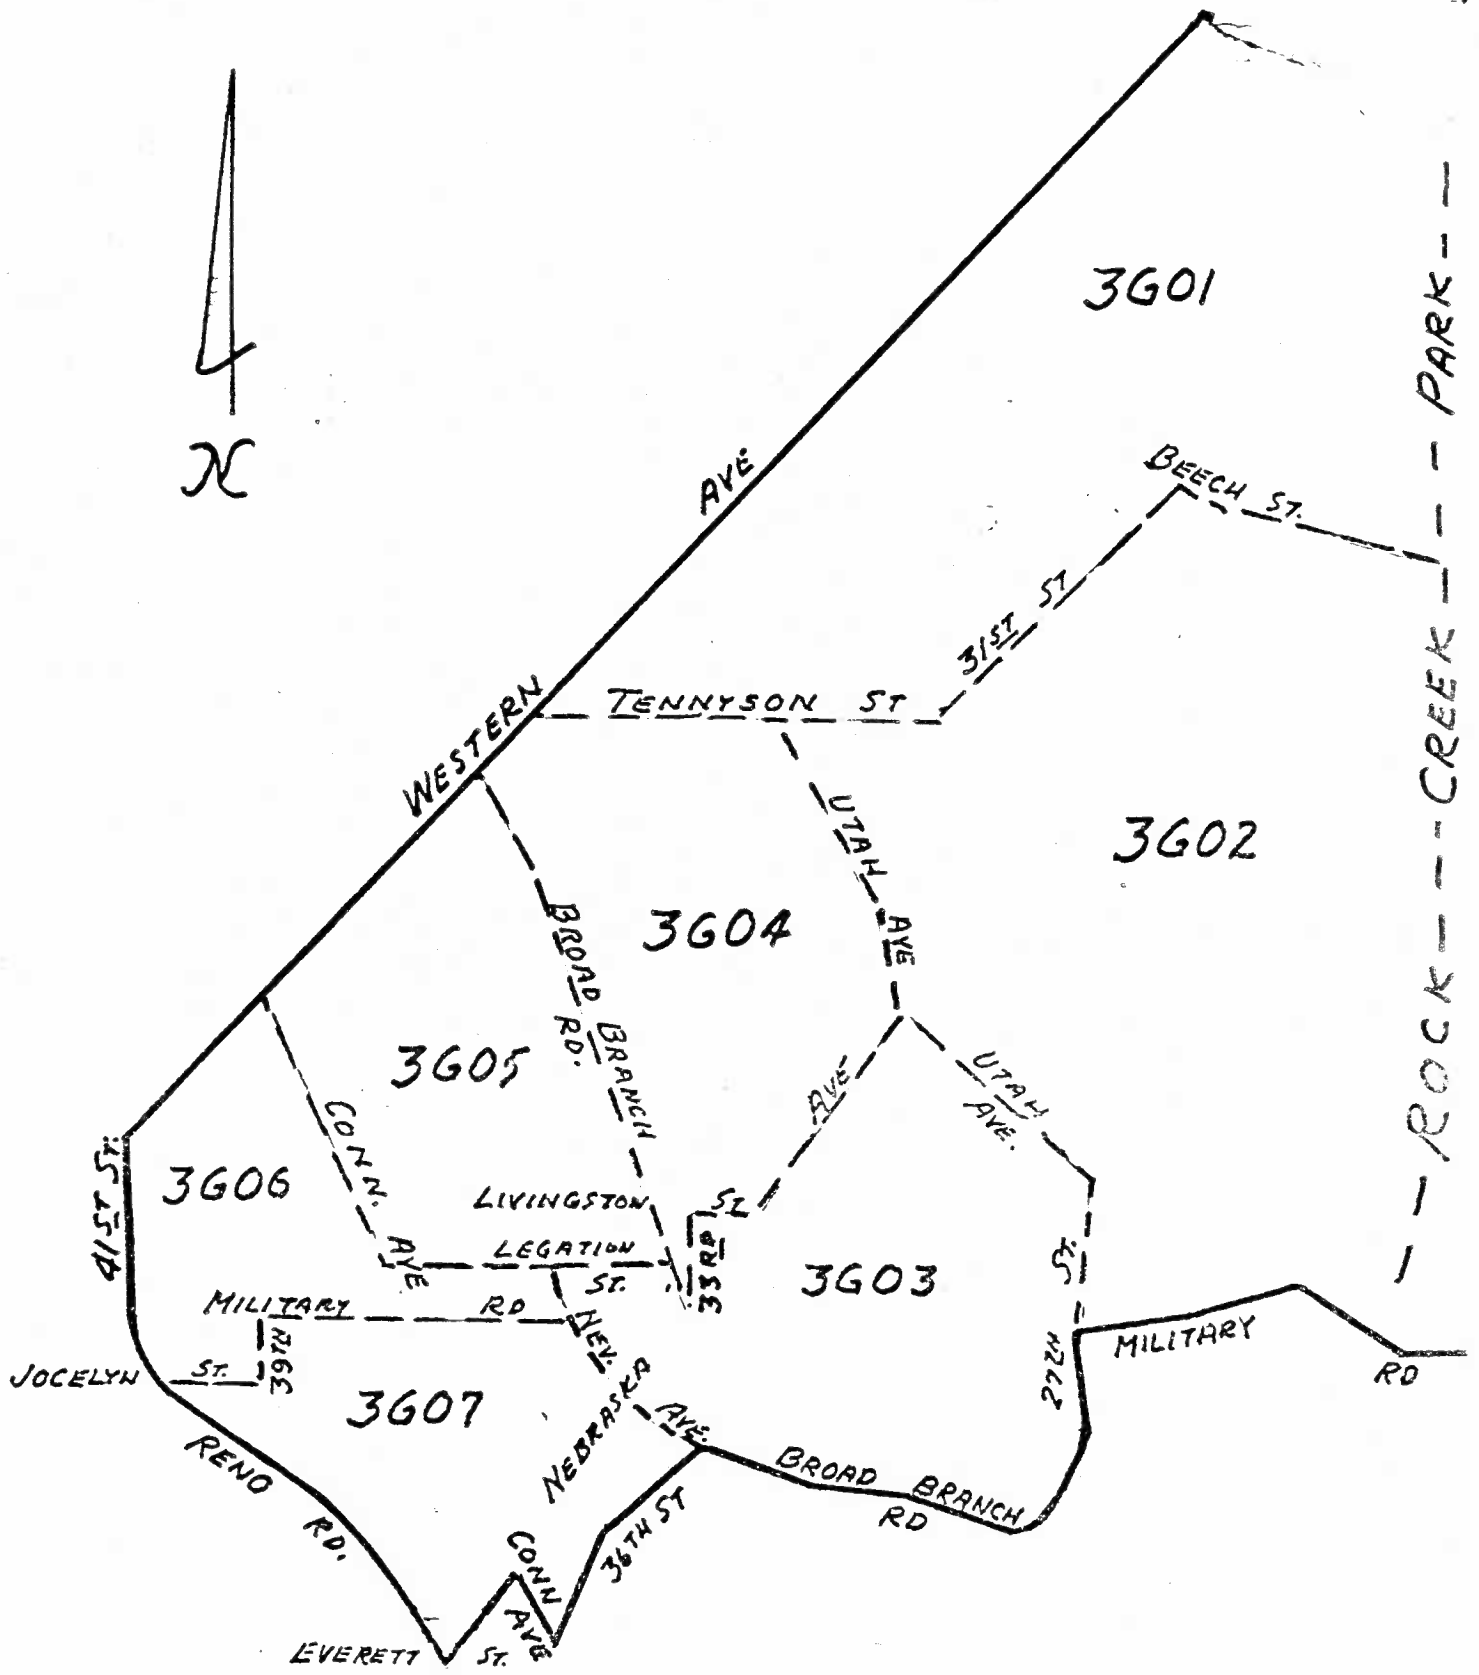 N
3G01
ROCK CREEK PARK
BEECH ST.
WESTERN AVE
31ST ST
TENNYSON ST
UTAH AVE
3G02
3G04
BROAD BRANCH RD.
3G05
UTAH AVE.
AVE
CONN. AVE
41ST ST.
3G06
LIVINGSTON ST
LEGATION ST.
33RD
3G03
ST.
27TH
MILITARY RD
NEV.
MILITARY RD
39TH
JOCELYN ST.
3G07
NEBRASKA
AVE.
RENO RD.
BROAD BRANCH RD
36TH ST
CONN AVE
EVERETT ST.